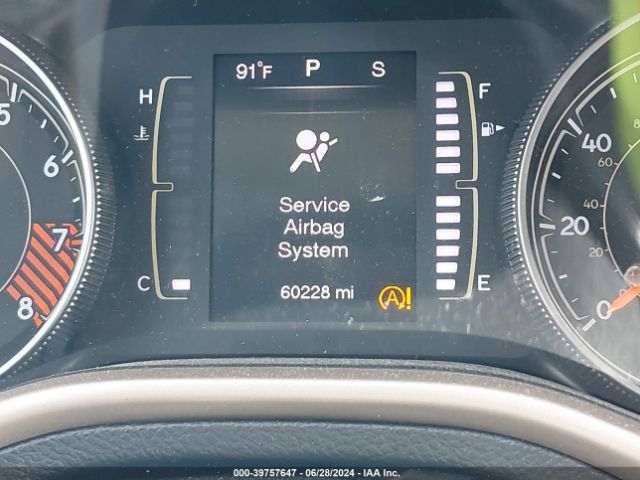 91°F P S
H
F
5
6
7
8
40
60
20
20
0
Service
Airbag
System
C
E
60228 mi
A!
000-39757647 | 06/28/2024 | IAA Inc.